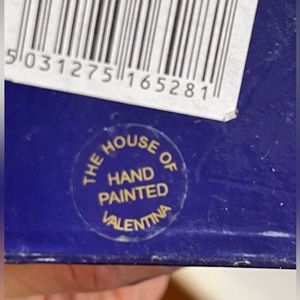 5 031275 165281
THE HOUSE OF
HAND
PAINTED
VALENTINA